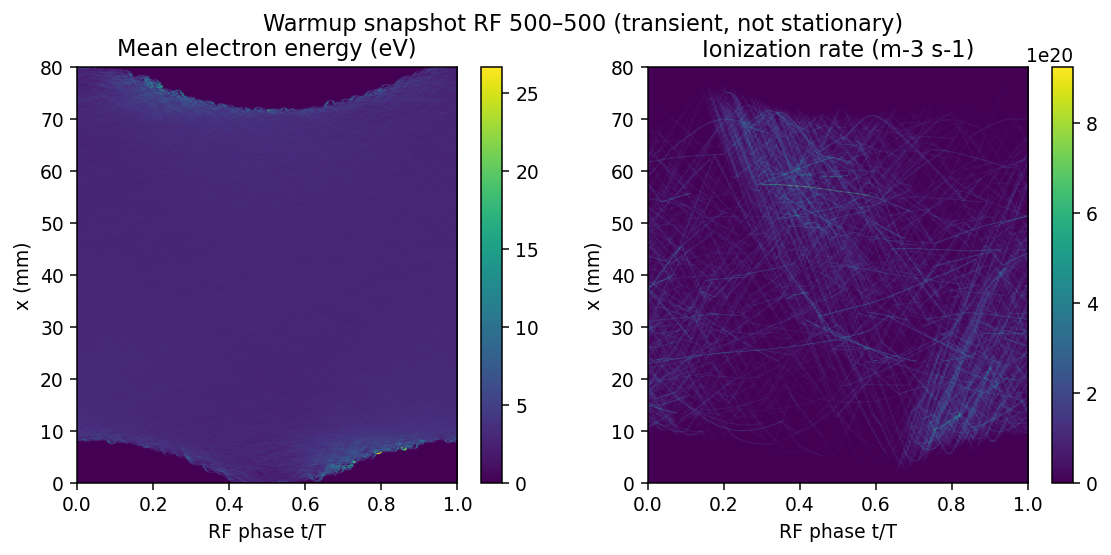 Warmup snapshot RF 500–500 (transient, not stationary)
Mean electron energy (eV)
Ionization rate (m-3 s-1)
1e20
80
70
60
50
40
30
20
10
0
x (mm)
0.0 0.2 0.4 0.6 0.8 1.0
RF phase t/T
25
20
15
10
5
0
80
70
60
50
40
30
20
10
0
x (mm)
0.0 0.2 0.4 0.6 0.8 1.0
RF phase t/T
8
6
4
2
0